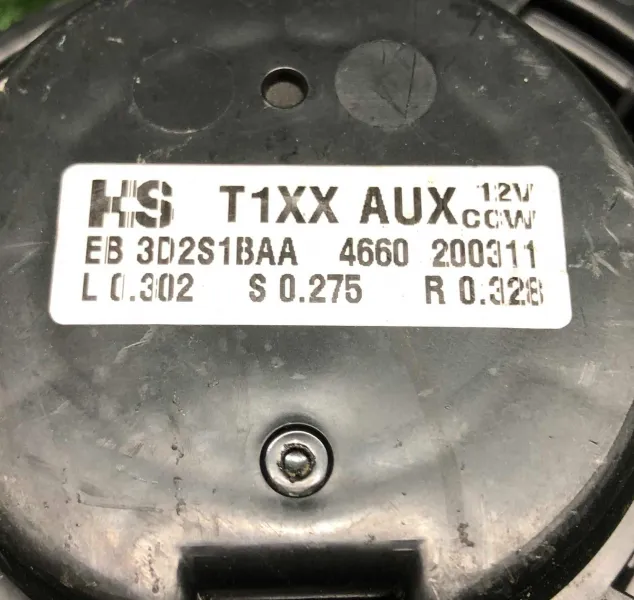 HS T1XX AUX 12V
CCW
EB 3D2S1BAA 4660 200311
L 0.302 S 0.275 R 0.328